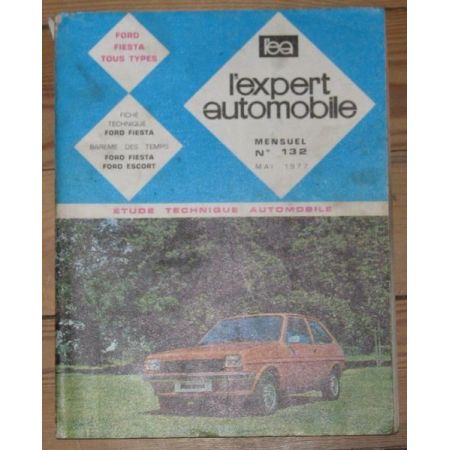 FORD
FIESTA
TOUS TYPES
FICHE
TECHNIQUE
FORD FIESTA
BAREME DES TEMPS
FORD FIESTA
FORD ESCORT
l'ea
l'expert
automobile
MENSUEL
N° 132
MAI 1977
ETUDE TECHNIQUE AUTOMOBILE